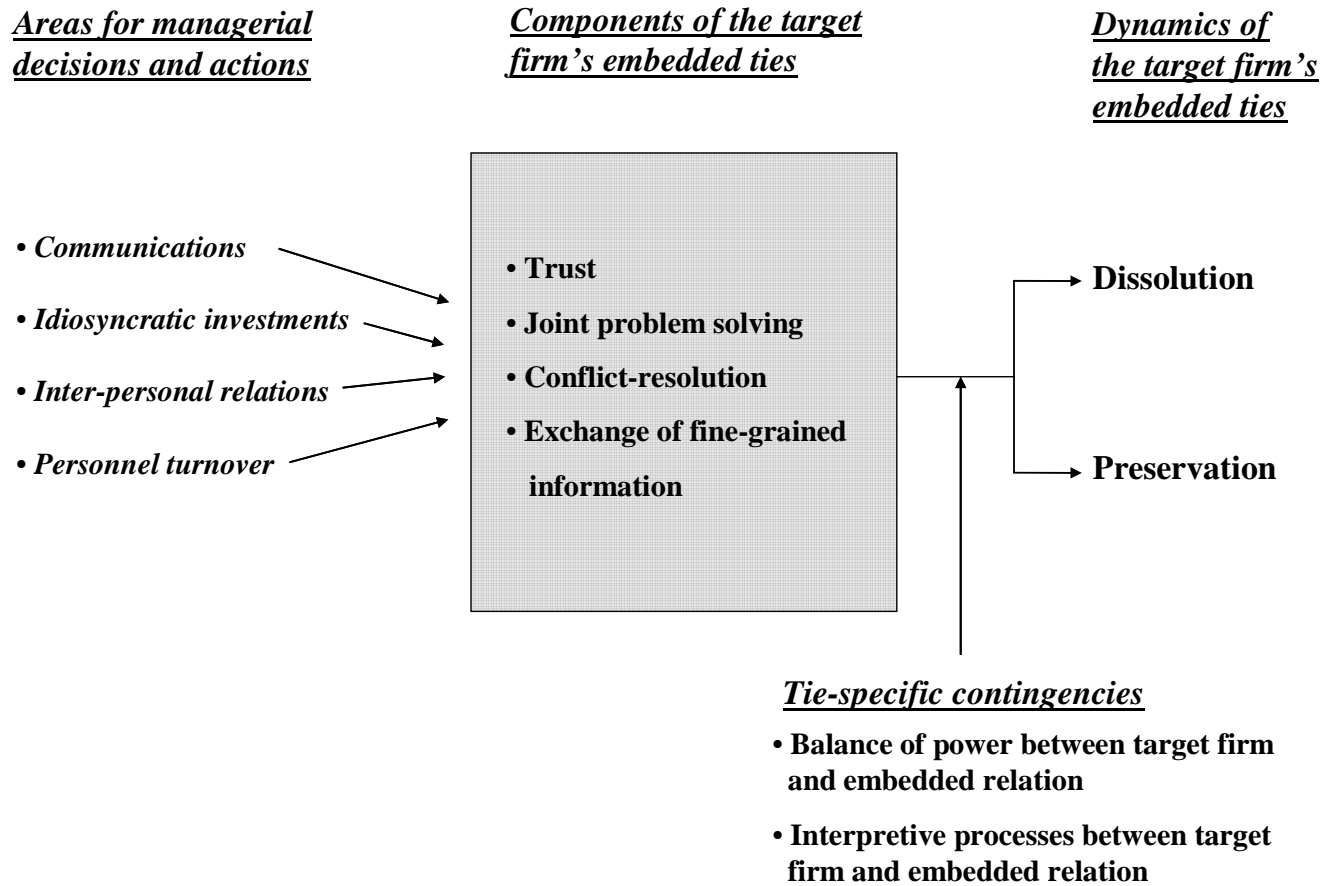 Areas for managerial
decisions and actions
Components of the target
firm’s embedded ties
Dynamics of
the target firm’s
embedded ties
• Communications
• Idiosyncratic investments
• Inter-personal relations
• Personnel turnover
• Trust
• Joint problem solving
• Conflict-resolution
• Exchange of fine-grained
information
Dissolution
Preservation
Tie-specific contingencies
• Balance of power between target firm
and embedded relation
• Interpretive processes between target
firm and embedded relation